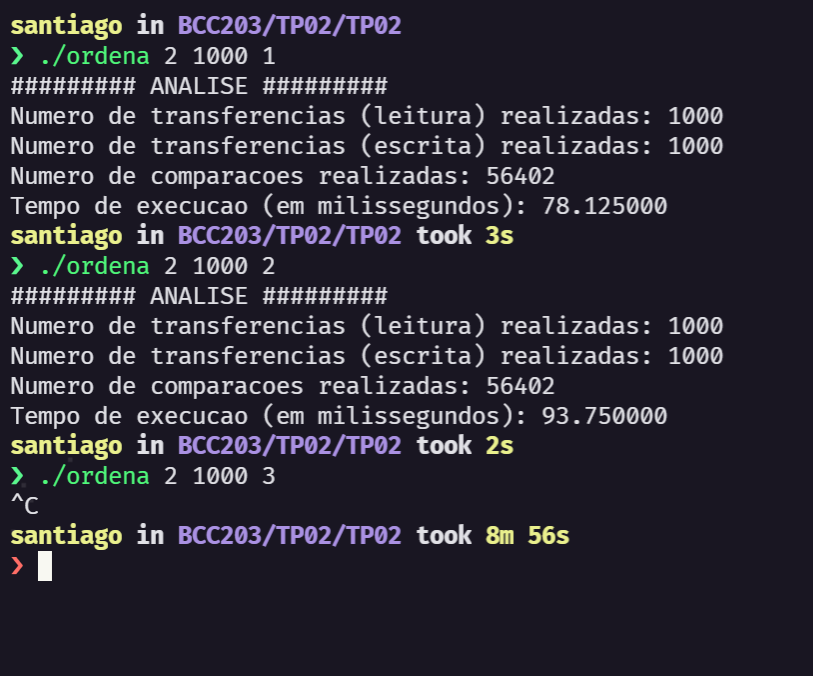 santiago in BCC203/TP02/TP02
❯ ./ordena 2 1000 1
######### ANALISE #########
Numero de transferencias (leitura) realizadas: 1000
Numero de transferencias (escrita) realizadas: 1000
Numero de comparacoes realizadas: 56402
Tempo de execucao (em milissegundos): 78.125000
santiago in BCC203/TP02/TP02 took 3s
❯ ./ordena 2 1000 2
######### ANALISE #########
Numero de transferencias (leitura) realizadas: 1000
Numero de transferencias (escrita) realizadas: 1000
Numero de comparacoes realizadas: 56402
Tempo de execucao (em milissegundos): 93.750000
santiago in BCC203/TP02/TP02 took 2s
❯ ./ordena 2 1000 3
^C
santiago in BCC203/TP02/TP02 took 8m 56s
❯